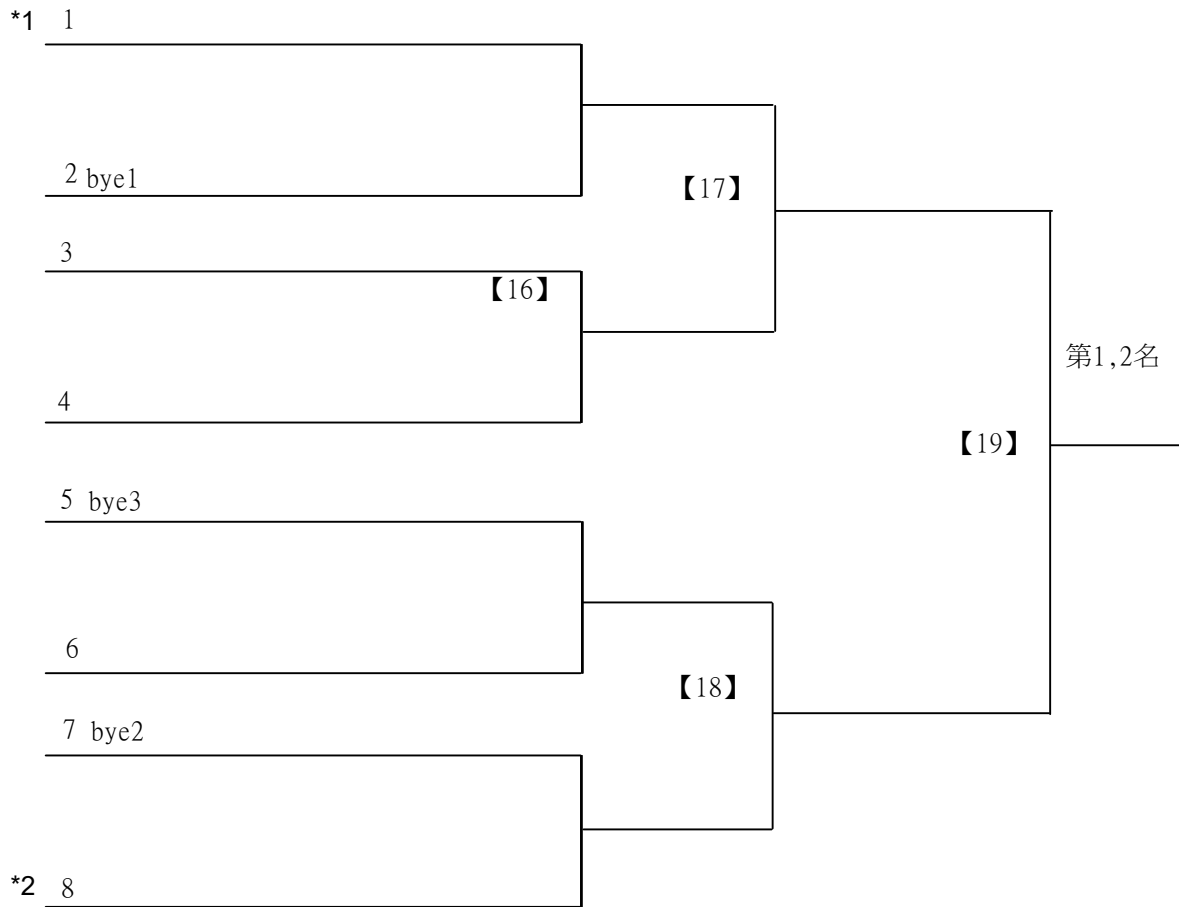 *1 1
2 bye1
【17】
3
【16】
第1,2名
4
【19】
5 bye3
6
【18】
7 bye2
*2 8